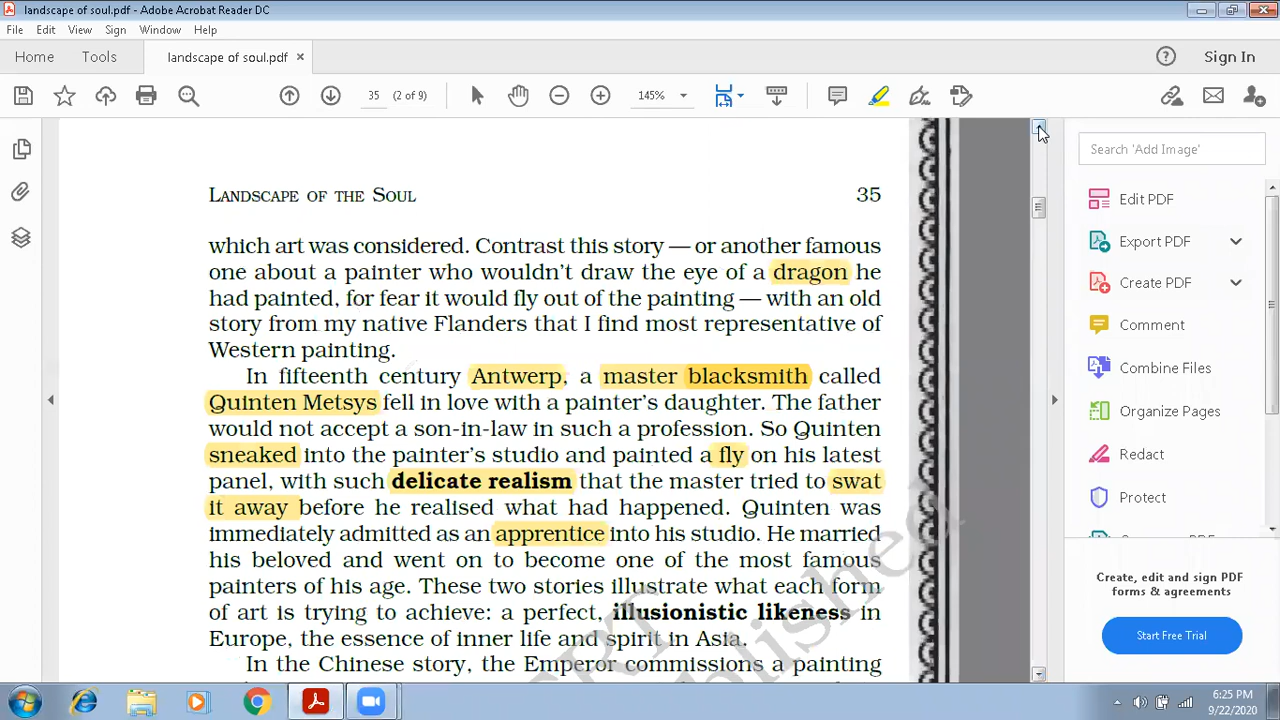 landscape of soul.pdf - Adobe Acrobat Reader DC
File Edit View Sign Window Help
Home Tools landscape of soul.pdf × ? Sign In
35 (2 of 9) 145%
Search 'Add Image'
Edit PDF
Export PDF
Create PDF
Comment
Combine Files
Organize Pages
Redact
Protect
Create, edit and sign PDF
forms & agreements
Start Free Trial
LANDSCAPE OF THE SOUL 35
which art was considered. Contrast this story — or another famous
one about a painter who wouldn't draw the eye of a dragon he
had painted, for fear it would fly out of the painting — with an old
story from my native Flanders that I find most representative of
Western painting.
In fifteenth century Antwerp, a master blacksmith called
Quinten Metsys fell in love with a painter's daughter. The father
would not accept a son-in-law in such a profession. So Quinten
sneaked into the painter's studio and painted a fly on his latest
panel, with such delicate realism that the master tried to swat
it away before he realised what had happened. Quinten was
immediately admitted as an apprentice into his studio. He married
his beloved and went on to become one of the most famous
painters of his age. These two stories illustrate what each form
of art is trying to achieve: a perfect, illusionistic likeness in
Europe, the essence of inner life and spirit in Asia.
In the Chinese story, the Emperor commissions a painting
6:25 PM
9/22/2020